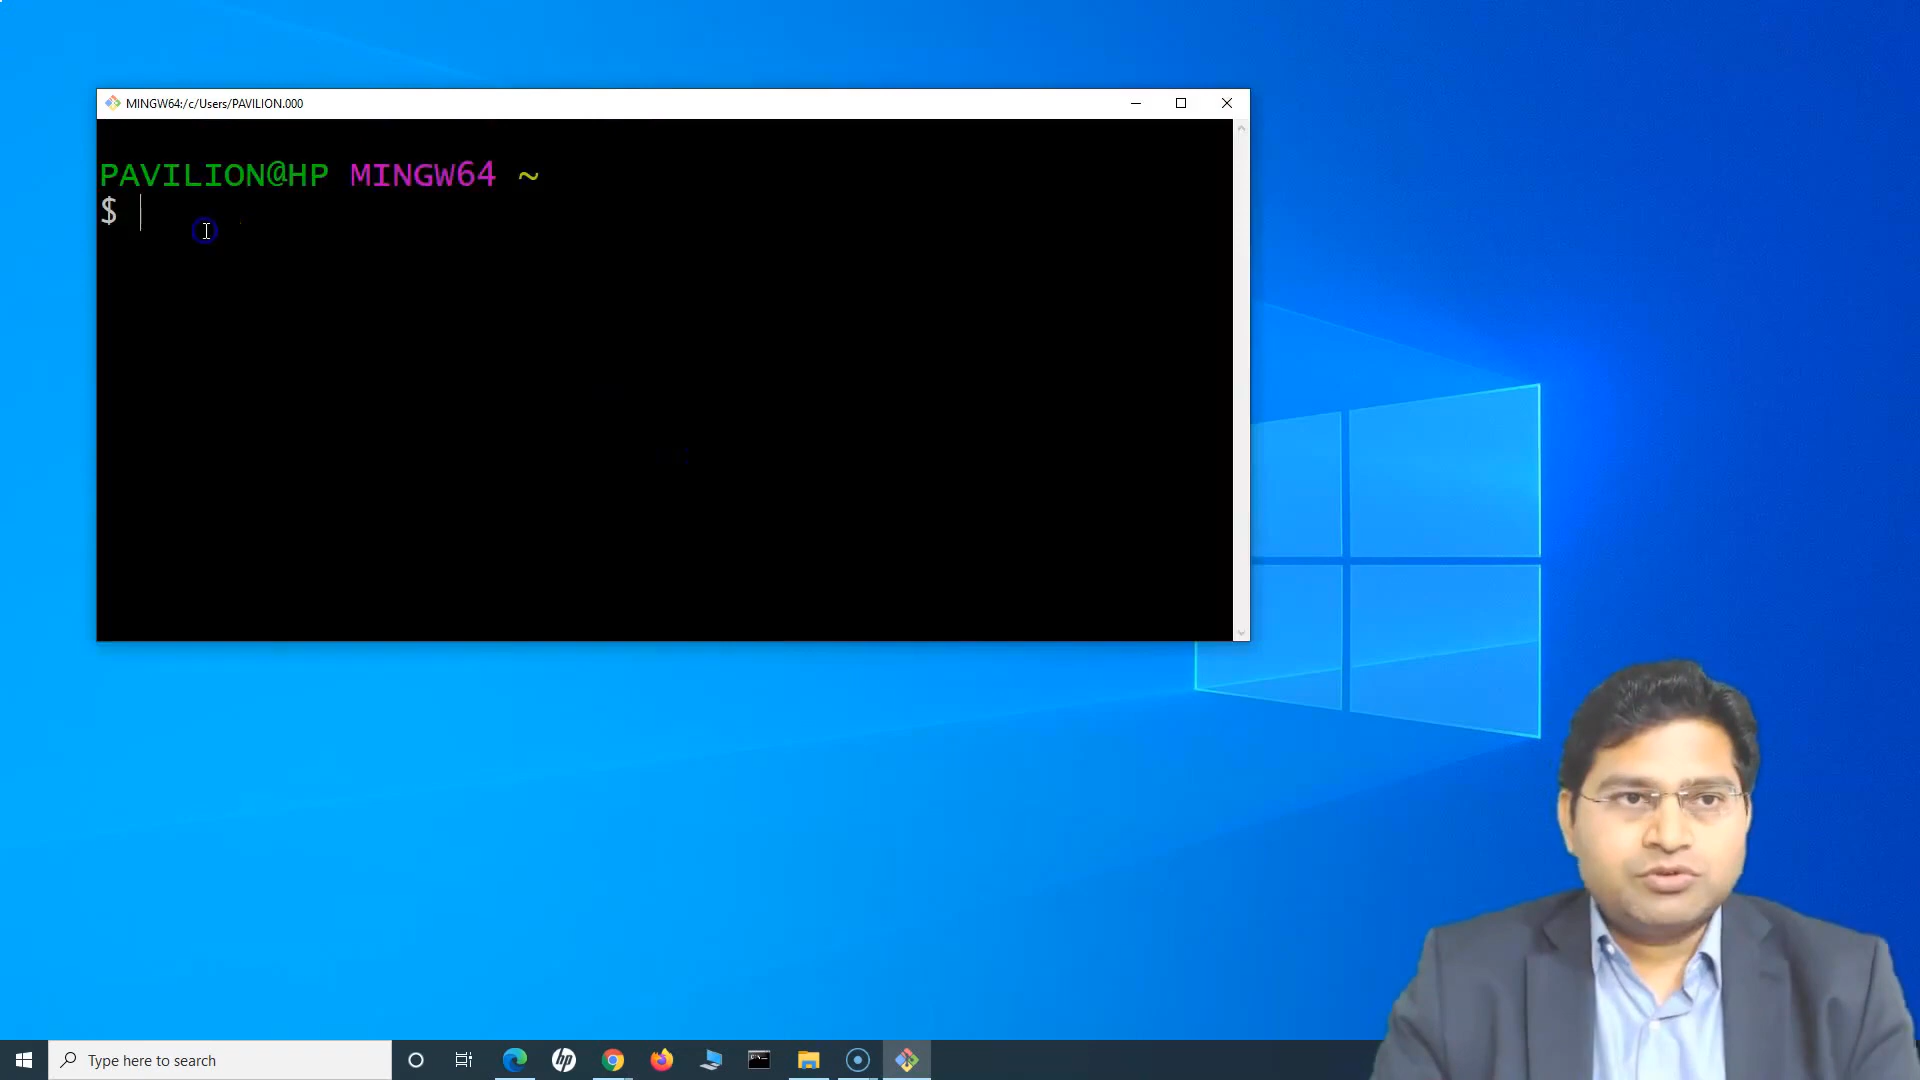 MINGW64:/c/Users/PAVILION.000
PAVILION@HP MINGW64 ~
$
Type here to search